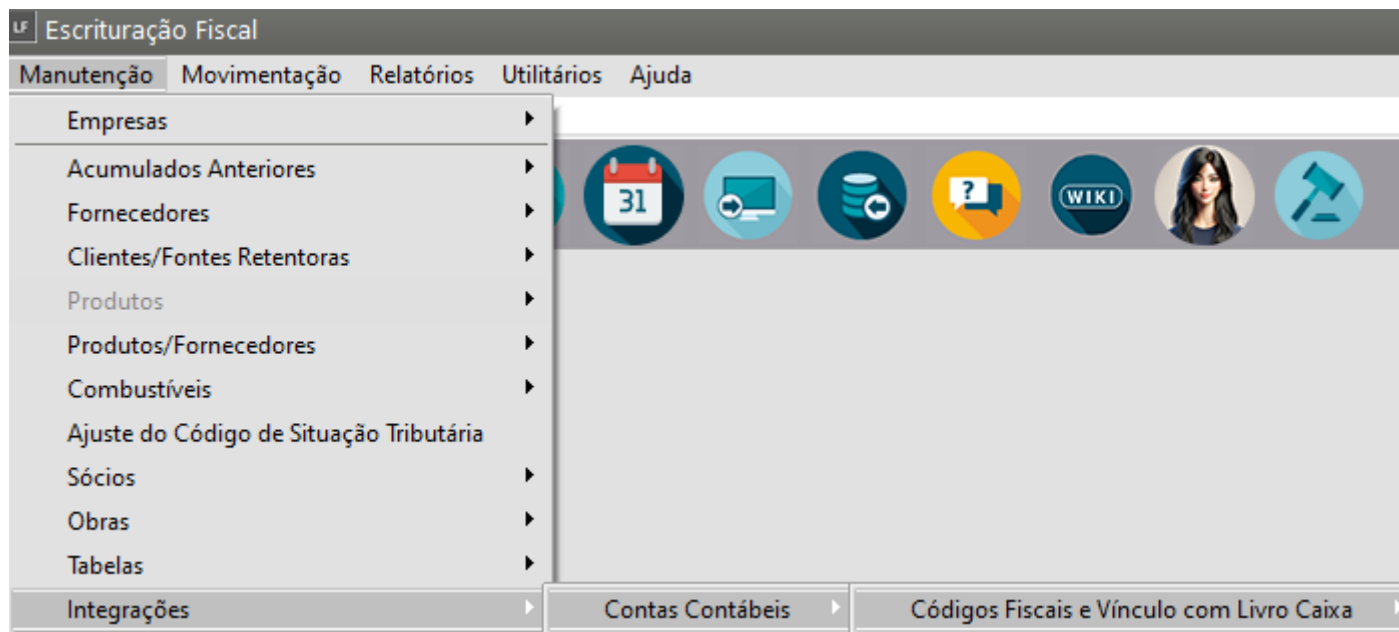 LF Escrituração Fiscal
Manutenção Movimentação Relatórios Utilitários Ajuda
Empresas
Acumulados Anteriores
31 ? WIKI
Fornecedores
Clientes/Fontes Retentoras
Produtos
Produtos/Fornecedores
Combustíveis
Ajuste do Código de Situação Tributária
Sócios
Obras
Tabelas
Integrações Contas Contábeis Códigos Fiscais e Vínculo com Livro Caixa